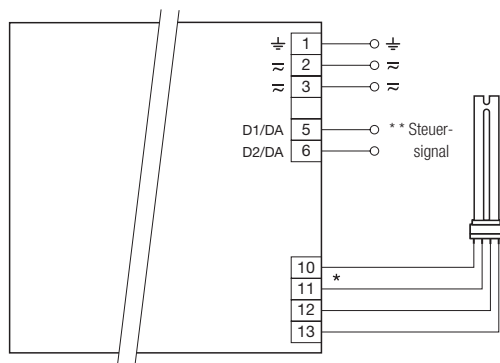 ⏚ 1 ⏚
≂ 2 ≂
≂ 3 ≂
D1/DA 5 * * Steuer-
D2/DA 6 signal
10
*
11
12
13